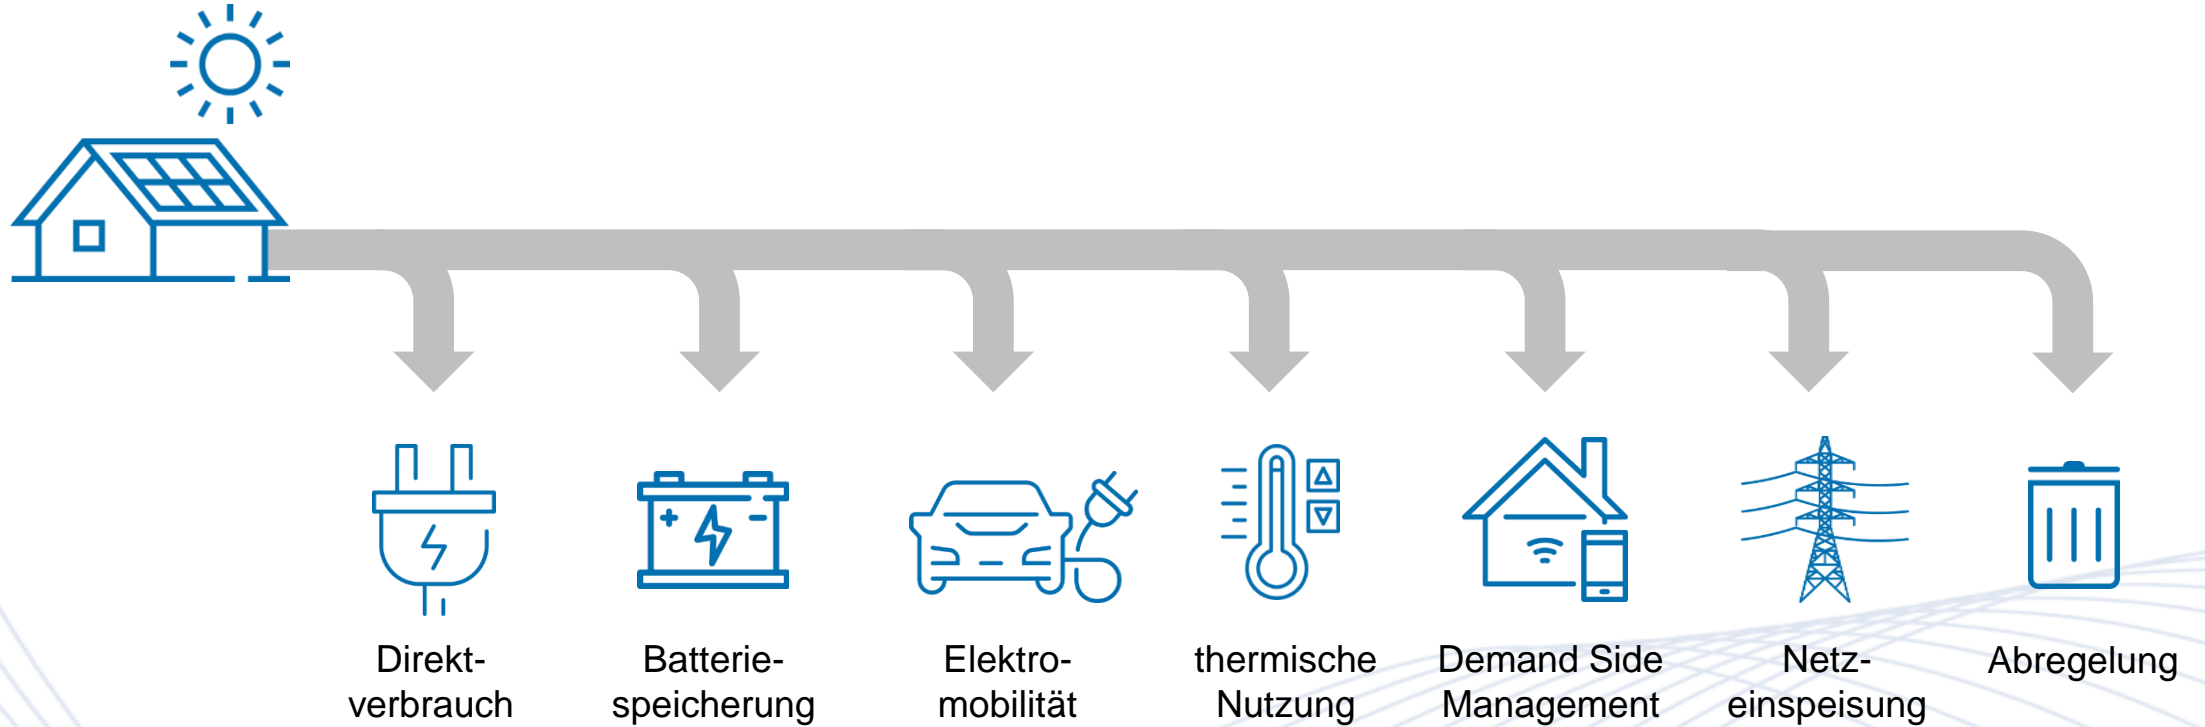 Direkt-
verbrauch
Batterie-
speicherung
Elektro-
mobilität
thermische
Nutzung
Demand Side
Management
Netz-
einspeisung
Abregelung